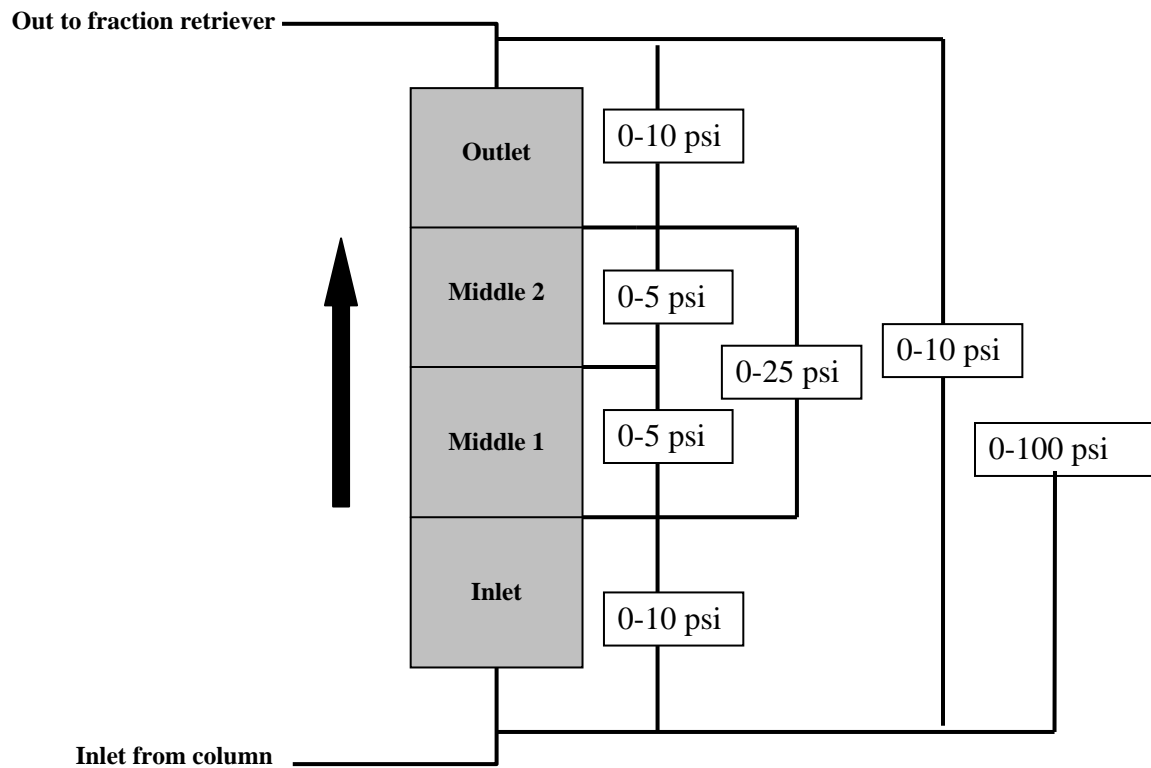 Out to fraction retriever
Outlet
0-10 psi
Middle 2
0-5 psi
0-10 psi
0-25 psi
Middle 1
0-5 psi
0-100 psi
Inlet
0-10 psi
Inlet from column